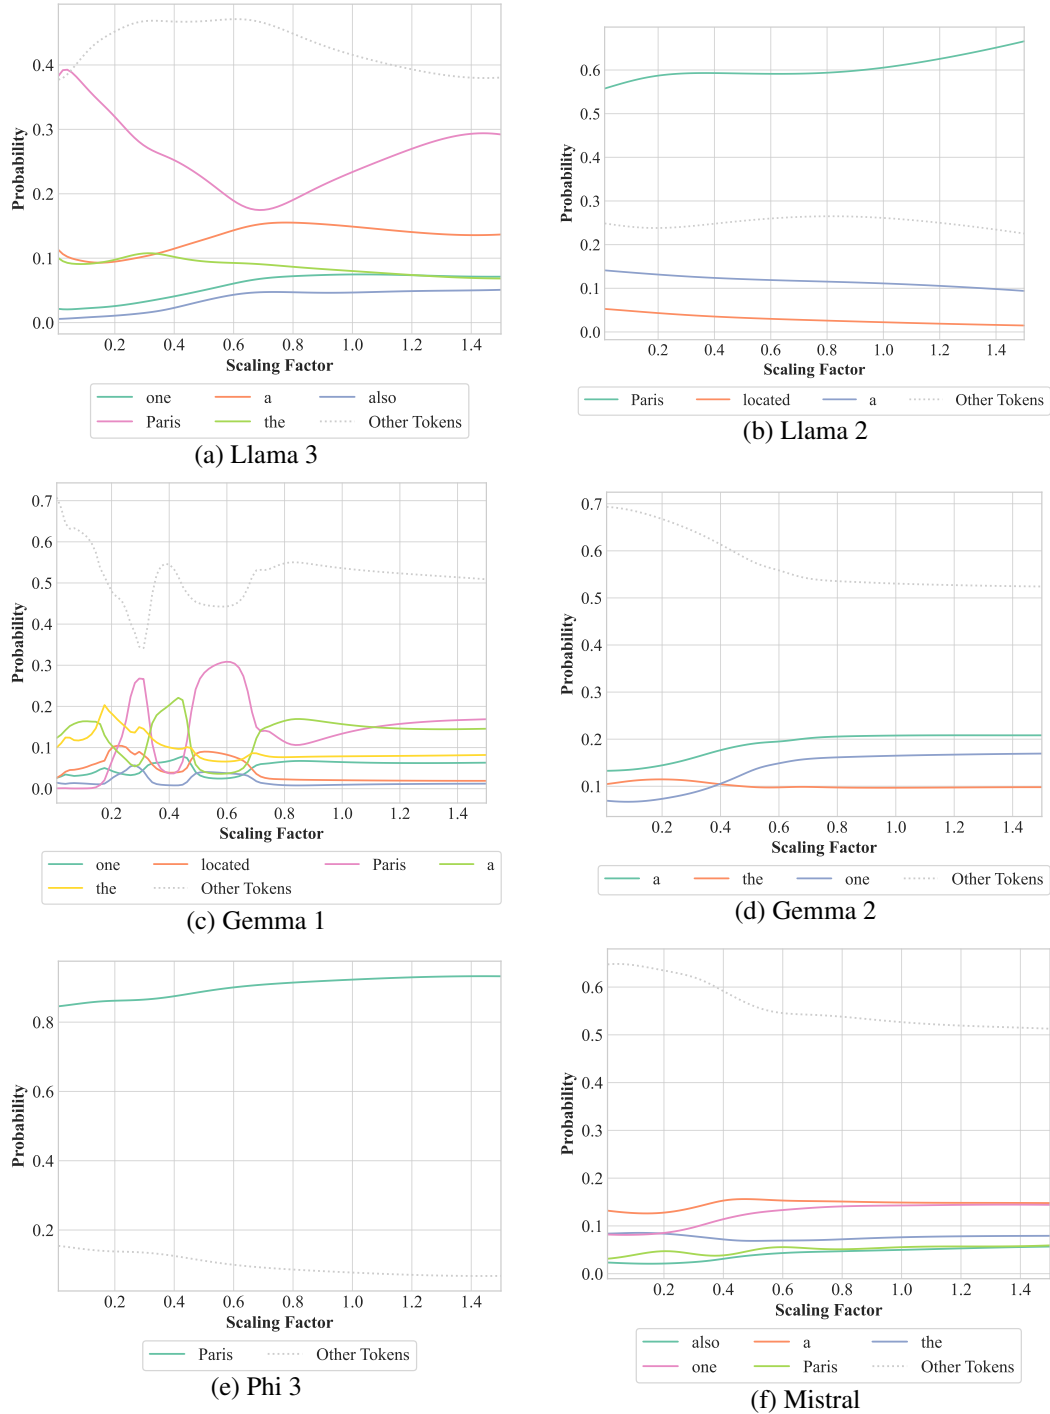 0.4
0.3
0.2
0.1
0.0
Probability
0.2 0.4 0.6 0.8 1.0 1.2 1.4
Scaling Factor
one a also
Paris the Other Tokens
(a) Llama 3
0.6
0.5
0.4
0.3
0.2
0.1
0.0
Probability
0.2 0.4 0.6 0.8 1.0 1.2 1.4
Scaling Factor
Paris located a Other Tokens
(b) Llama 2
0.7
0.6
0.5
0.4
0.3
0.2
0.1
0.0
Probability
0.2 0.4 0.6 0.8 1.0 1.2 1.4
Scaling Factor
one located Paris a
the Other Tokens
(c) Gemma 1
0.7
0.6
0.5
0.4
0.3
0.2
0.1
Probability
0.2 0.4 0.6 0.8 1.0 1.2 1.4
Scaling Factor
a the one Other Tokens
(d) Gemma 2
0.8
0.6
0.4
0.2
Probability
0.2 0.4 0.6 0.8 1.0 1.2 1.4
Scaling Factor
Paris Other Tokens
(e) Phi 3
0.6
0.5
0.4
0.3
0.2
0.1
0.0
Probability
0.2 0.4 0.6 0.8 1.0 1.2 1.4
Scaling Factor
also a the
one Paris Other Tokens
(f) Mistral